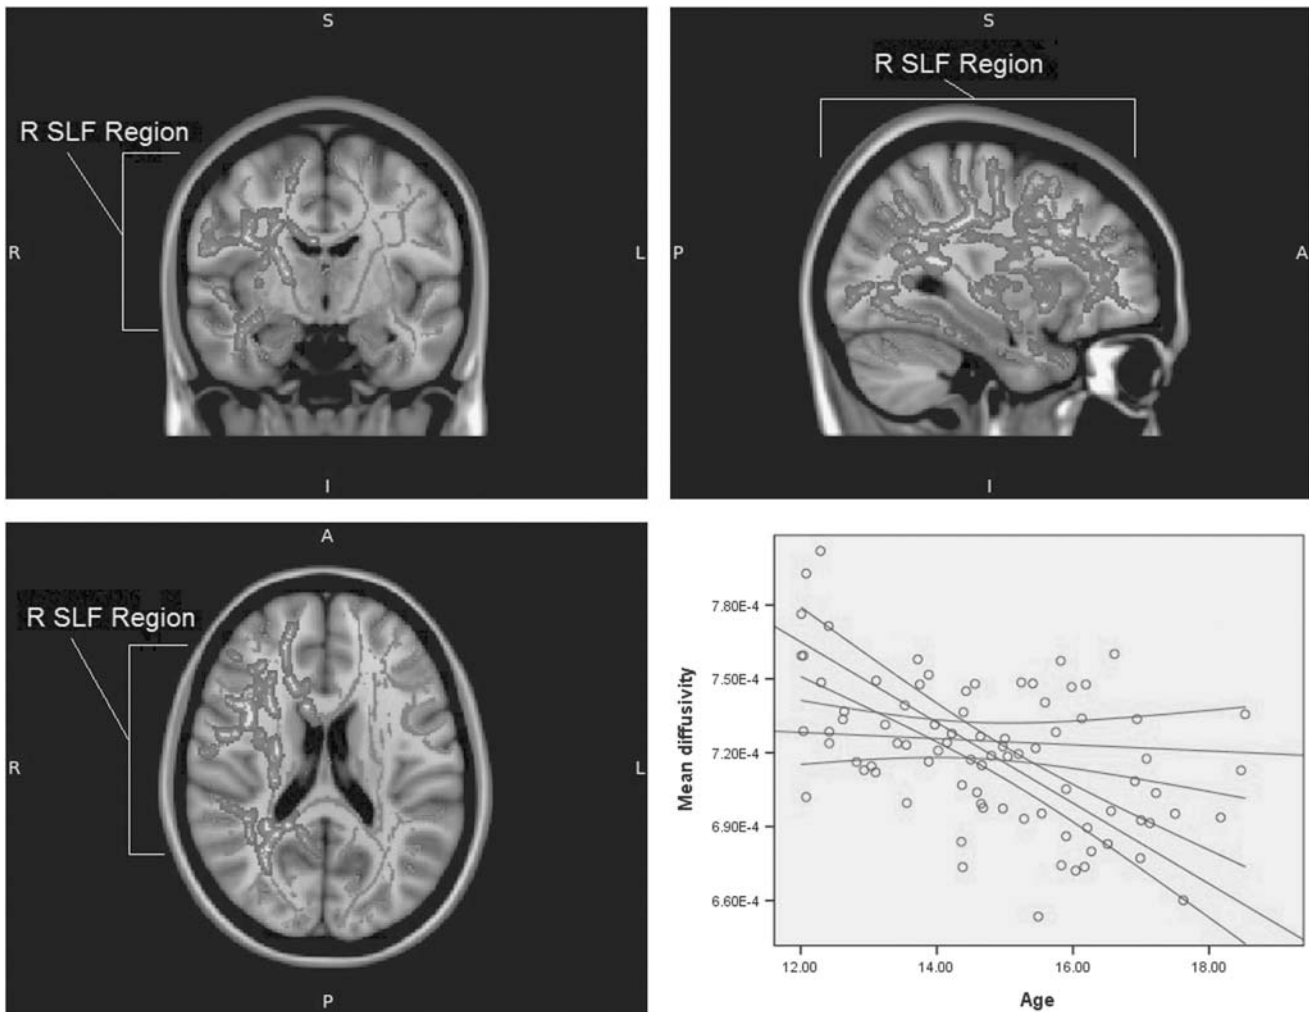 S
R SLF Region
R
L
I
S
R SLF Region
P
A
I
A
R SLF Region
R
L
P
Mean diffusivity
7.80E-4
7.50E-4
7.20E-4
6.90E-4
6.60E-4
12.00 14.00 16.00 18.00
Age